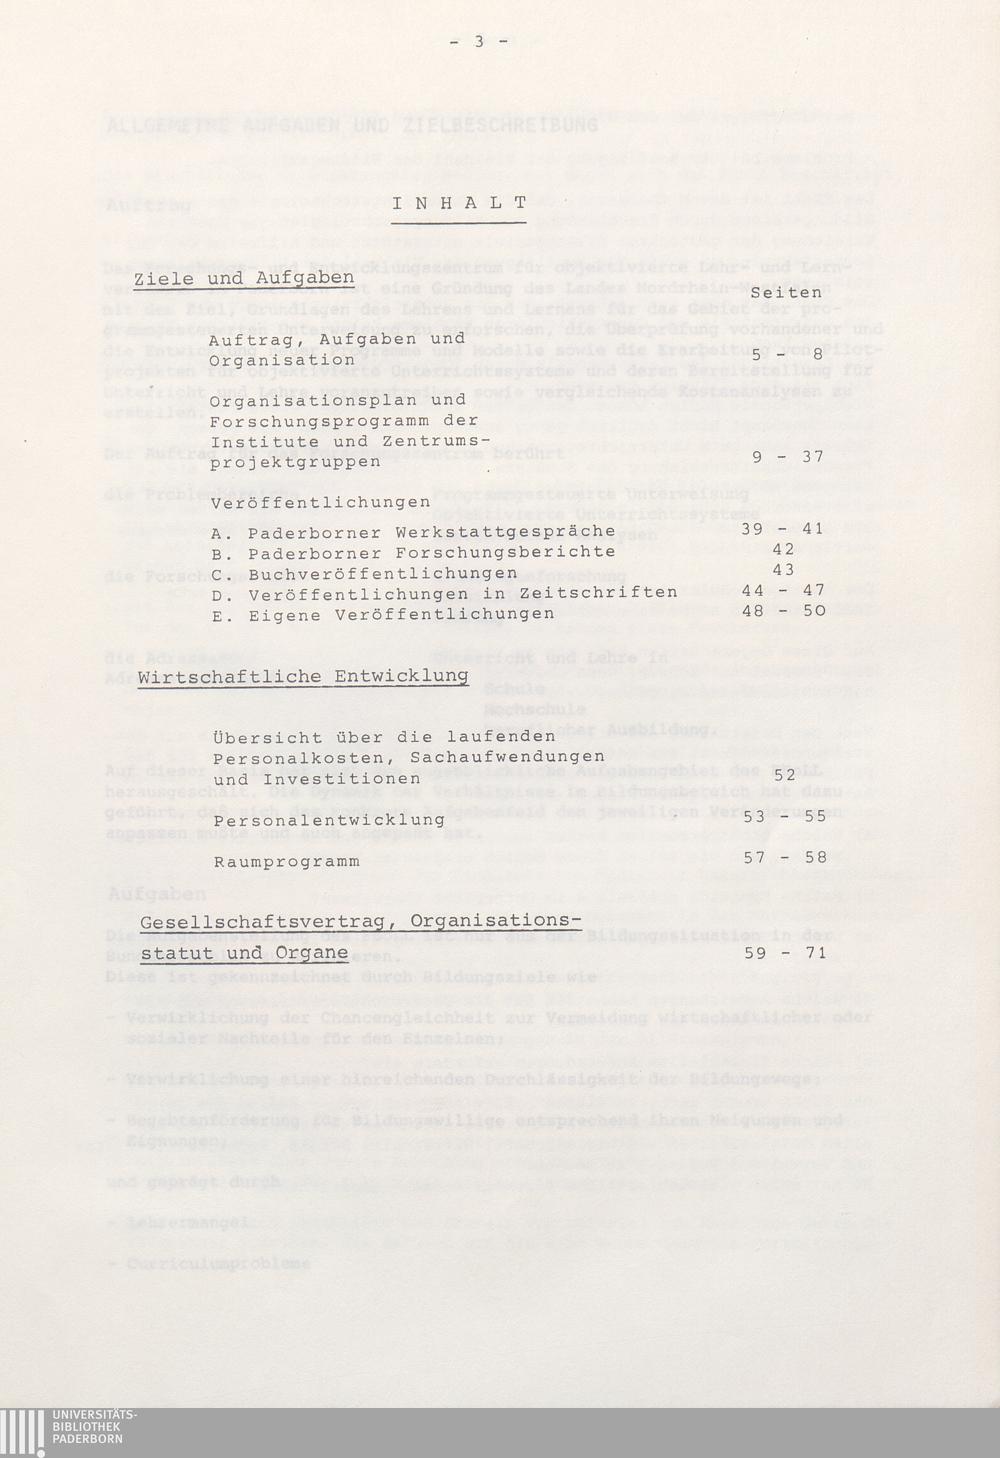 - 3 -
I N H A L T
Ziele und Aufgaben
Seiten
Auftrag, Aufgaben und
Organisation 5 - 8
Organisationsplan und
Forschungsprogramm der
Institute und Zentrums-
projektgruppen 9 - 37
Veröffentlichungen
A. Paderborner Werkstattgespräche 39 - 41
B. Paderborner Forschungsberichte 42
C. Buchveröffentlichungen 43
D. Veröffentlichungen in Zeitschriften 44 - 47
E. Eigene Veröffentlichungen 48 - 50
Wirtschaftliche Entwicklung
Übersicht über die laufenden
Personalkosten, Sachaufwendungen
und Investitionen 52
Personalentwicklung 53 - 55
Raumprogramm 57 - 58
Gesellschaftsvertrag, Organisations-
statut und Organe 59 - 71
UNIVERSITÄTS-
BIBLIOTHEK
PADERBORN